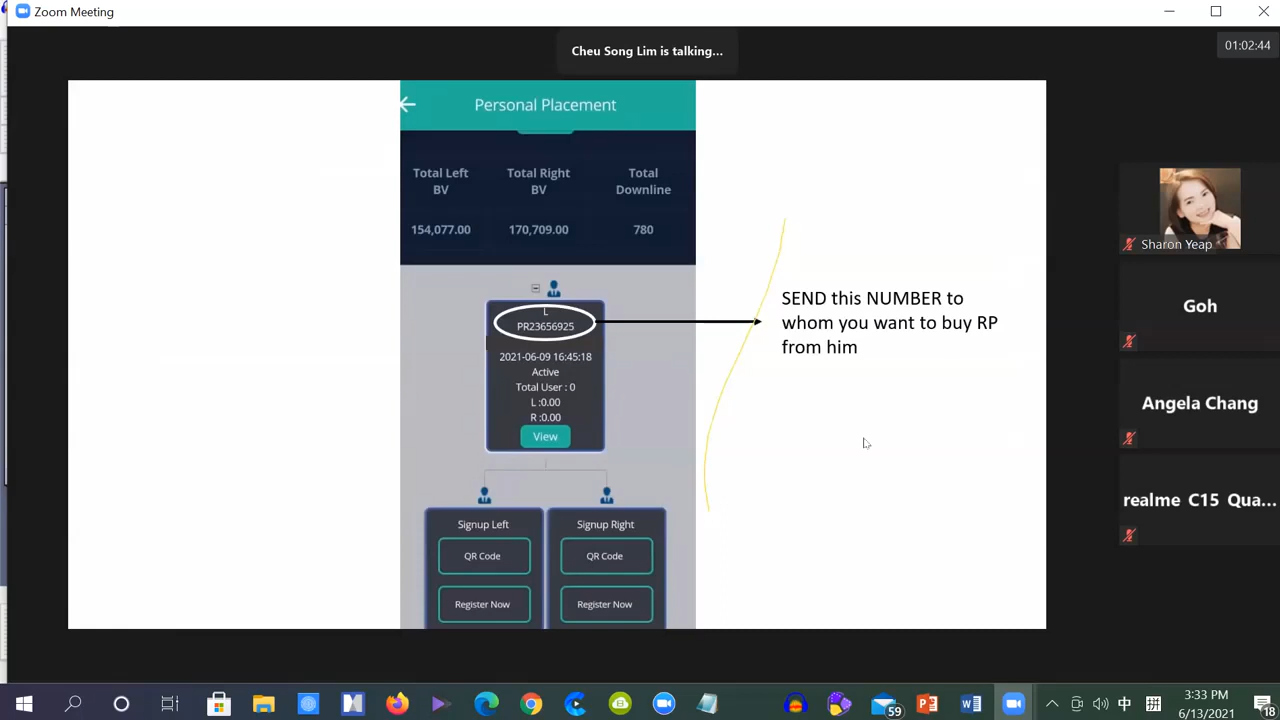 Zoom Meeting
Cheu Song Lim is talking...
01:02:44
Personal Placement
Total Left
BV
Total Right
BV
Total
Downline
154,077.00
170,709.00
780
L
PR23656925
2021-06-09 16:45:18
Active
Total User : 0
L :0.00
R :0.00
View
Signup Left
QR Code
Register Now
Signup Right
QR Code
Register Now
SEND this NUMBER to
whom you want to buy RP
from him
Sharon Yeap
Goh
Angela Chang
realme C15 Qua...
59
中
3:33 PM
6/13/2021
18